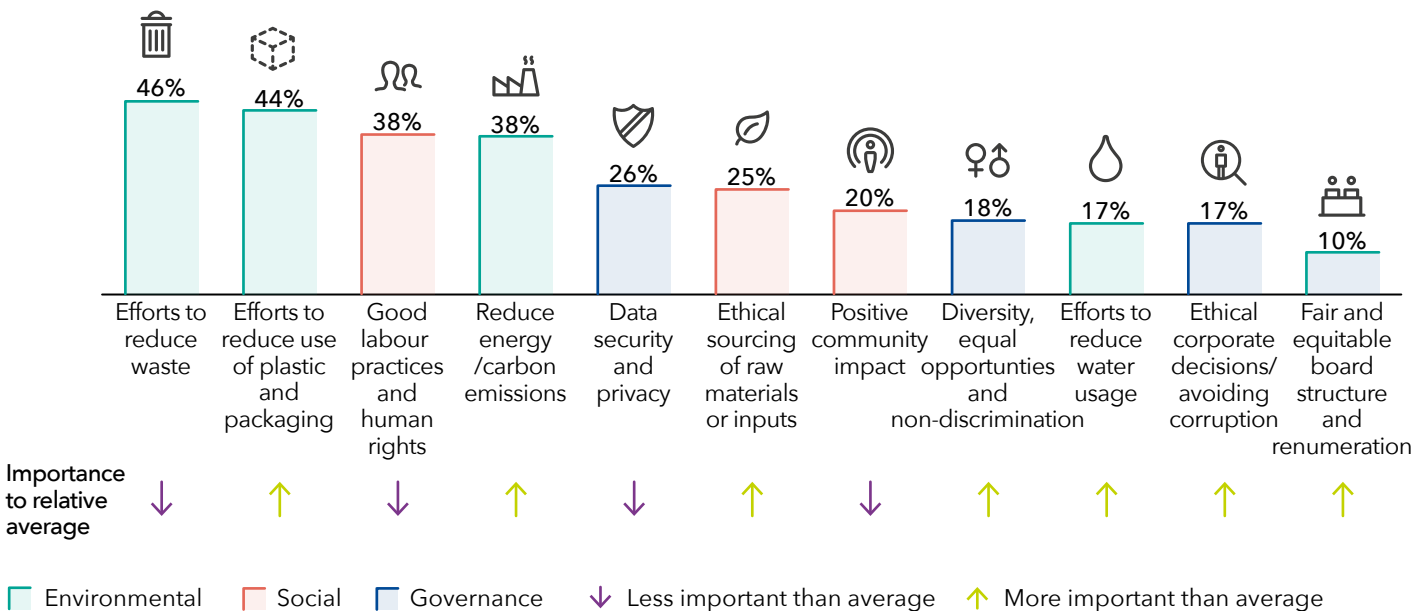 46%
44%
38%
38%
26%
25%
20%
18%
17%
17%
10%
Efforts to
reduce
waste
Efforts to
reduce use
of plastic
and
packaging
Good
labour
practices
and
human
rights
Reduce
energy
/carbon
emissions
Data
security
and
privacy
Ethical
sourcing
of raw
materials
or inputs
Positive
community
impact
Diversity,
equal
opportunties
and
non-discrimination
Efforts to
reduce
water
usage
Ethical
corporate
decisions/
avoiding
corruption
Fair and
equitable
board
structure
and
renumeration
Importance
to relative
average
Environmental
Social
Governance
Less important than average
More important than average